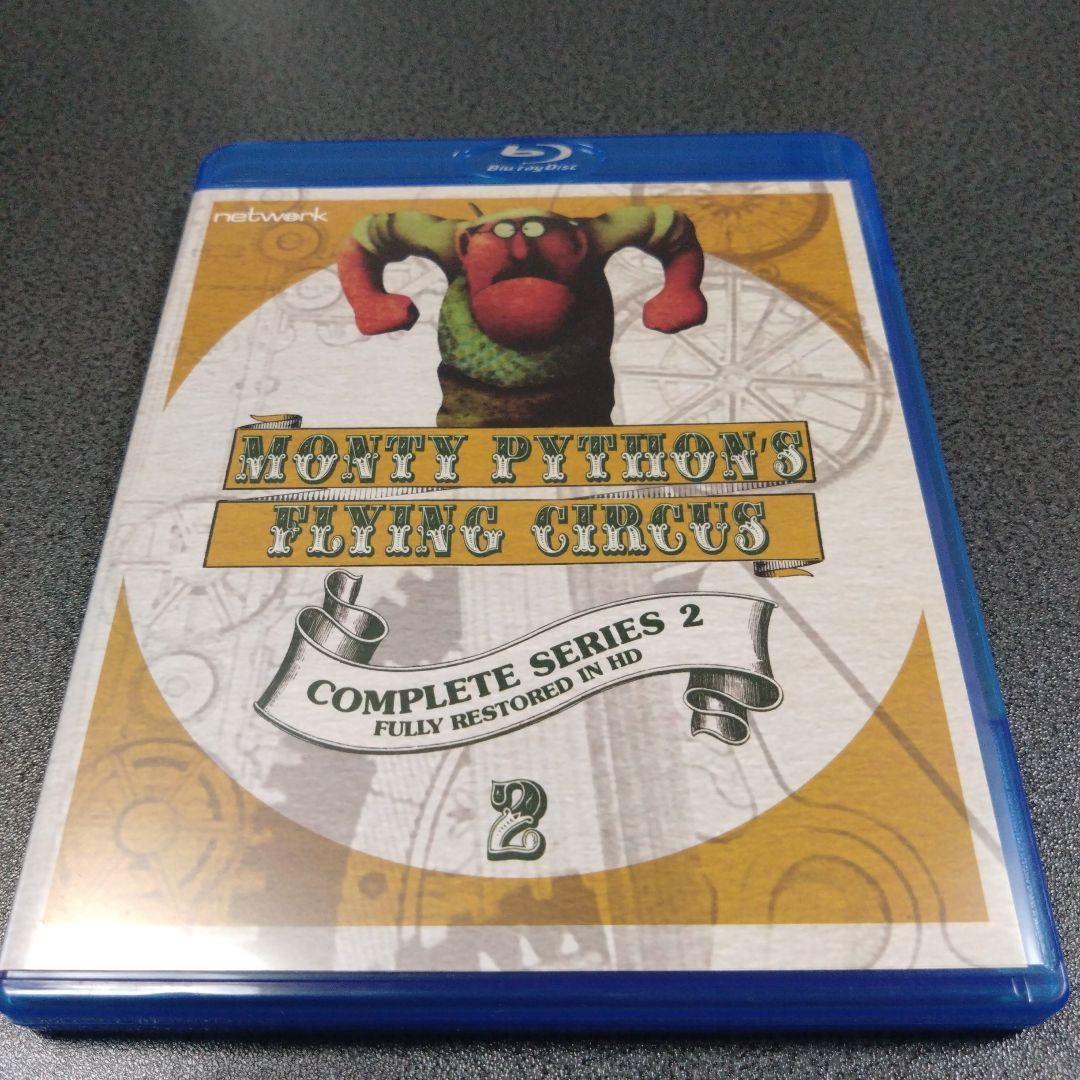 Blu-ray Disc
network
MONTY PYTHON'S
FLYING CIRCUS
COMPLETE SERIES 2
FULLY RESTORED IN HD
2